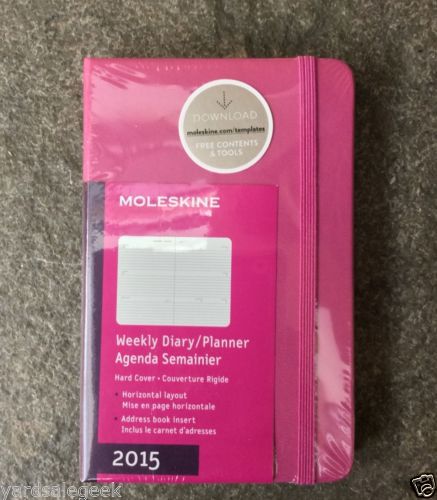 DOWNLOAD
moleskine.com/templates
FREE CONTENTS
& TOOLS
MOLESKINE
Weekly Diary/Planner
Agenda Semainier
Hard Cover • Couverture Rigide
• Horizontal layout
Mise en page horizontale
• Address book insert
Inclus le carnet d'adresses
2015
yardsalegeek